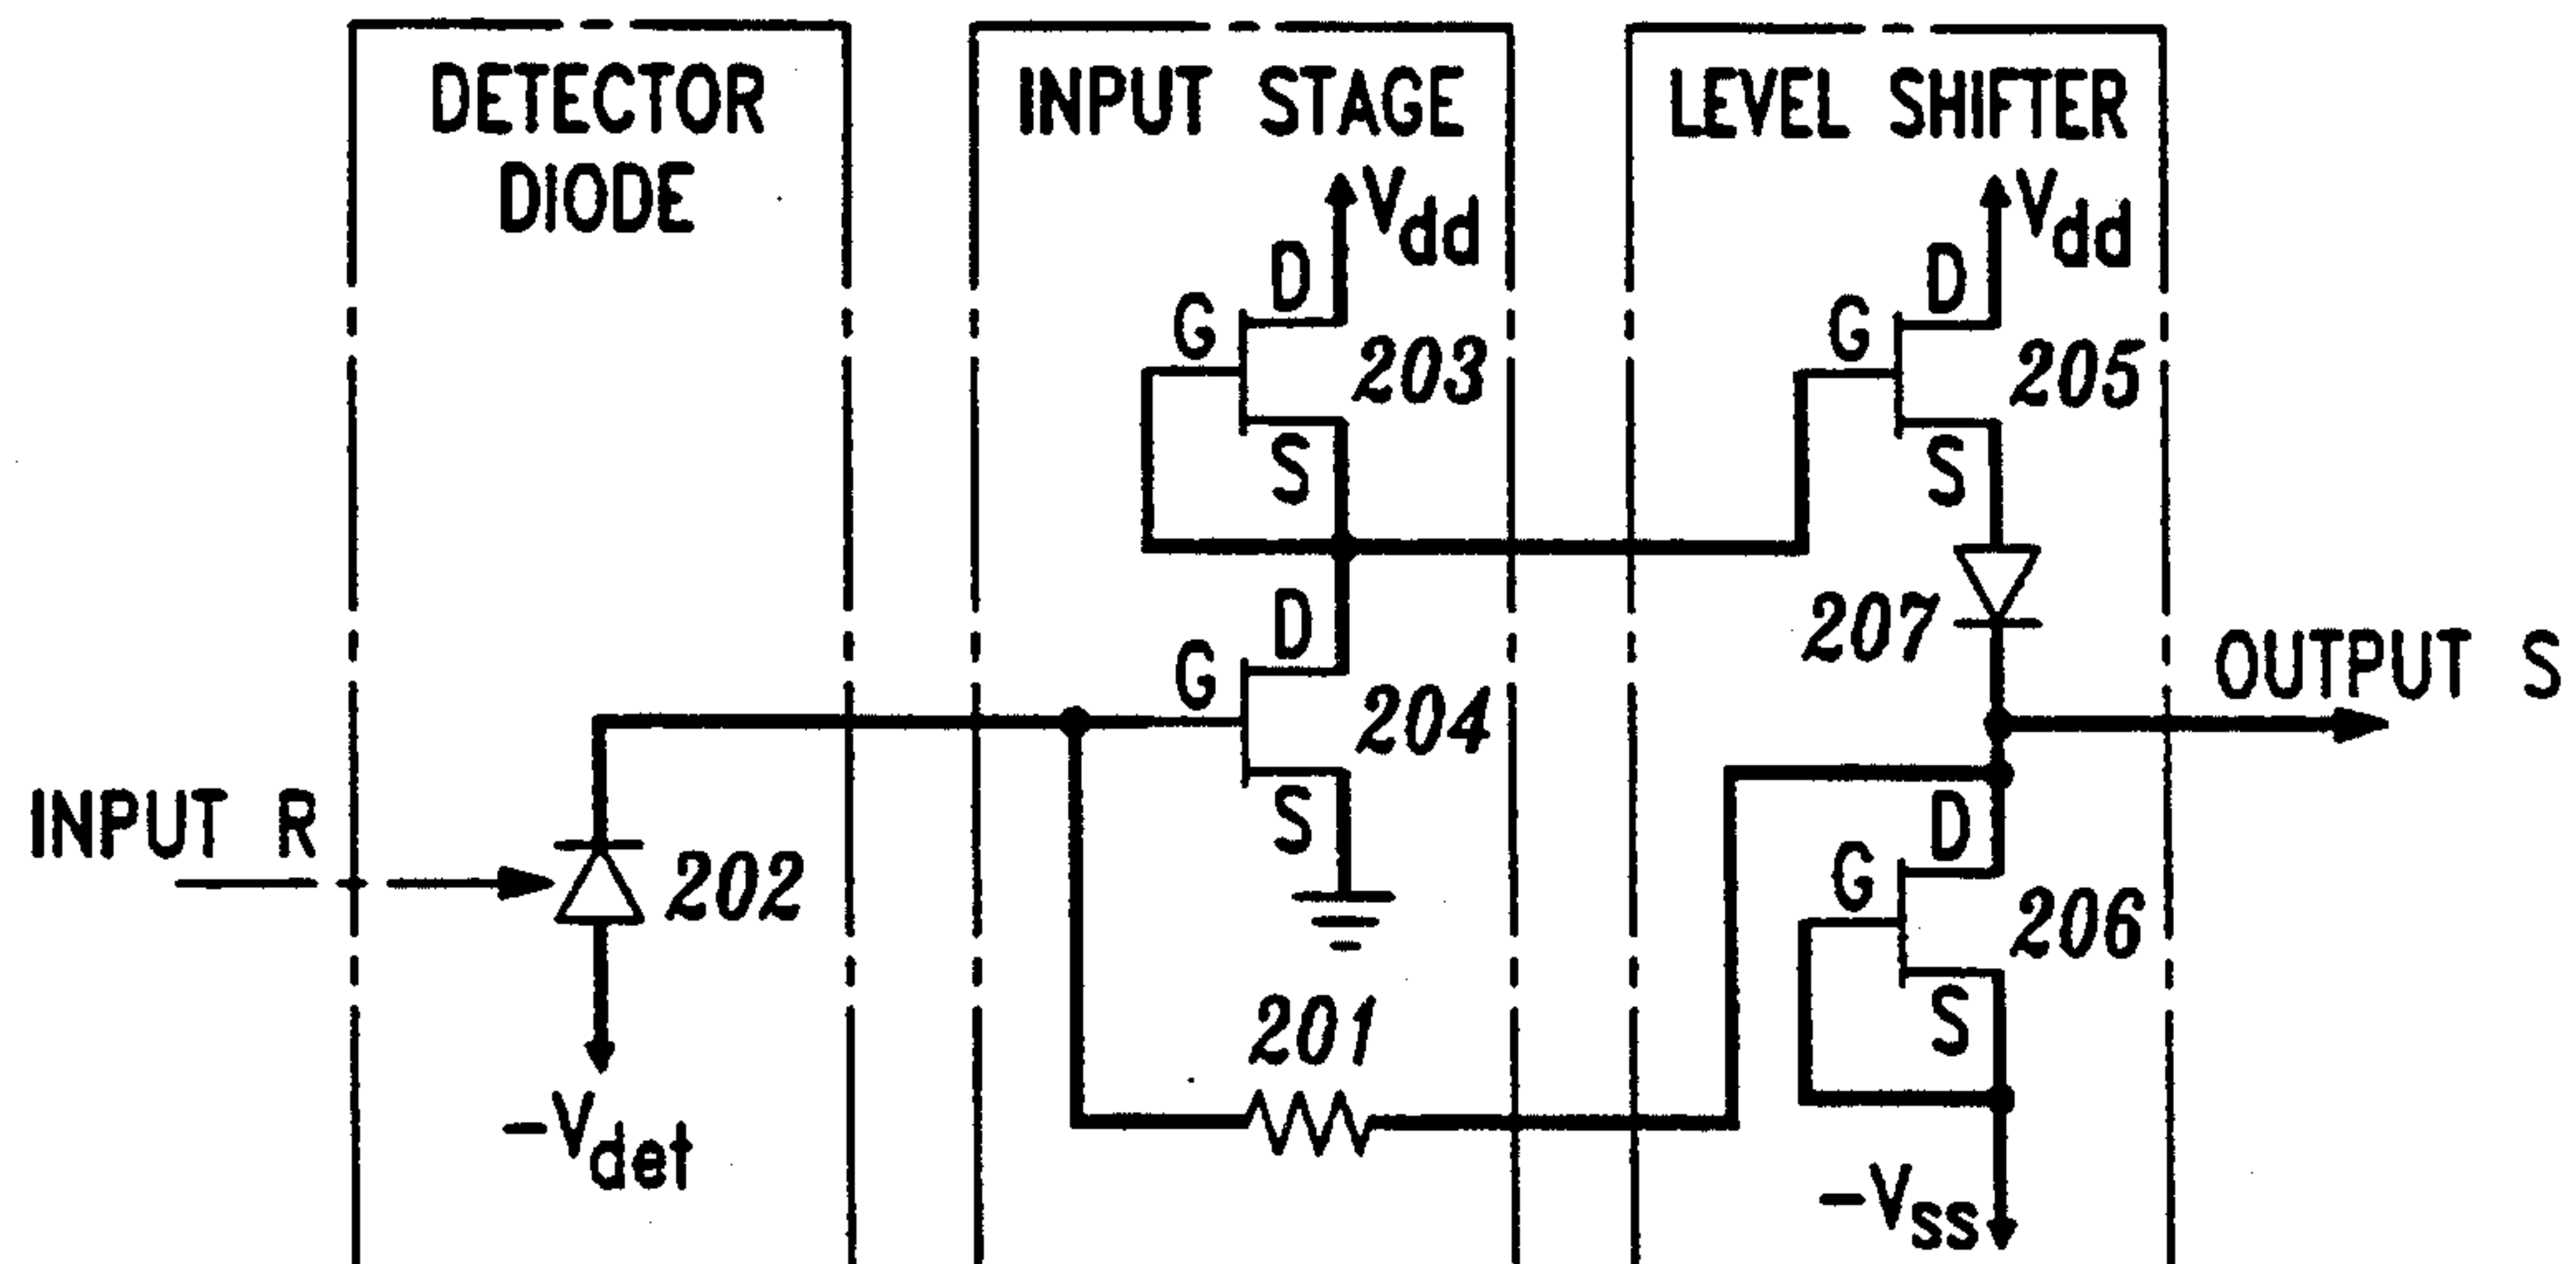 DETECTOR
DIODE
INPUT STAGE
LEVEL SHIFTER
Vdd
Vdd
D
D
G
G
203
205
S
S
D
207
G
OUTPUT S
204
INPUT R
S
D
202
G
206
201
S
-Vdet
-Vss